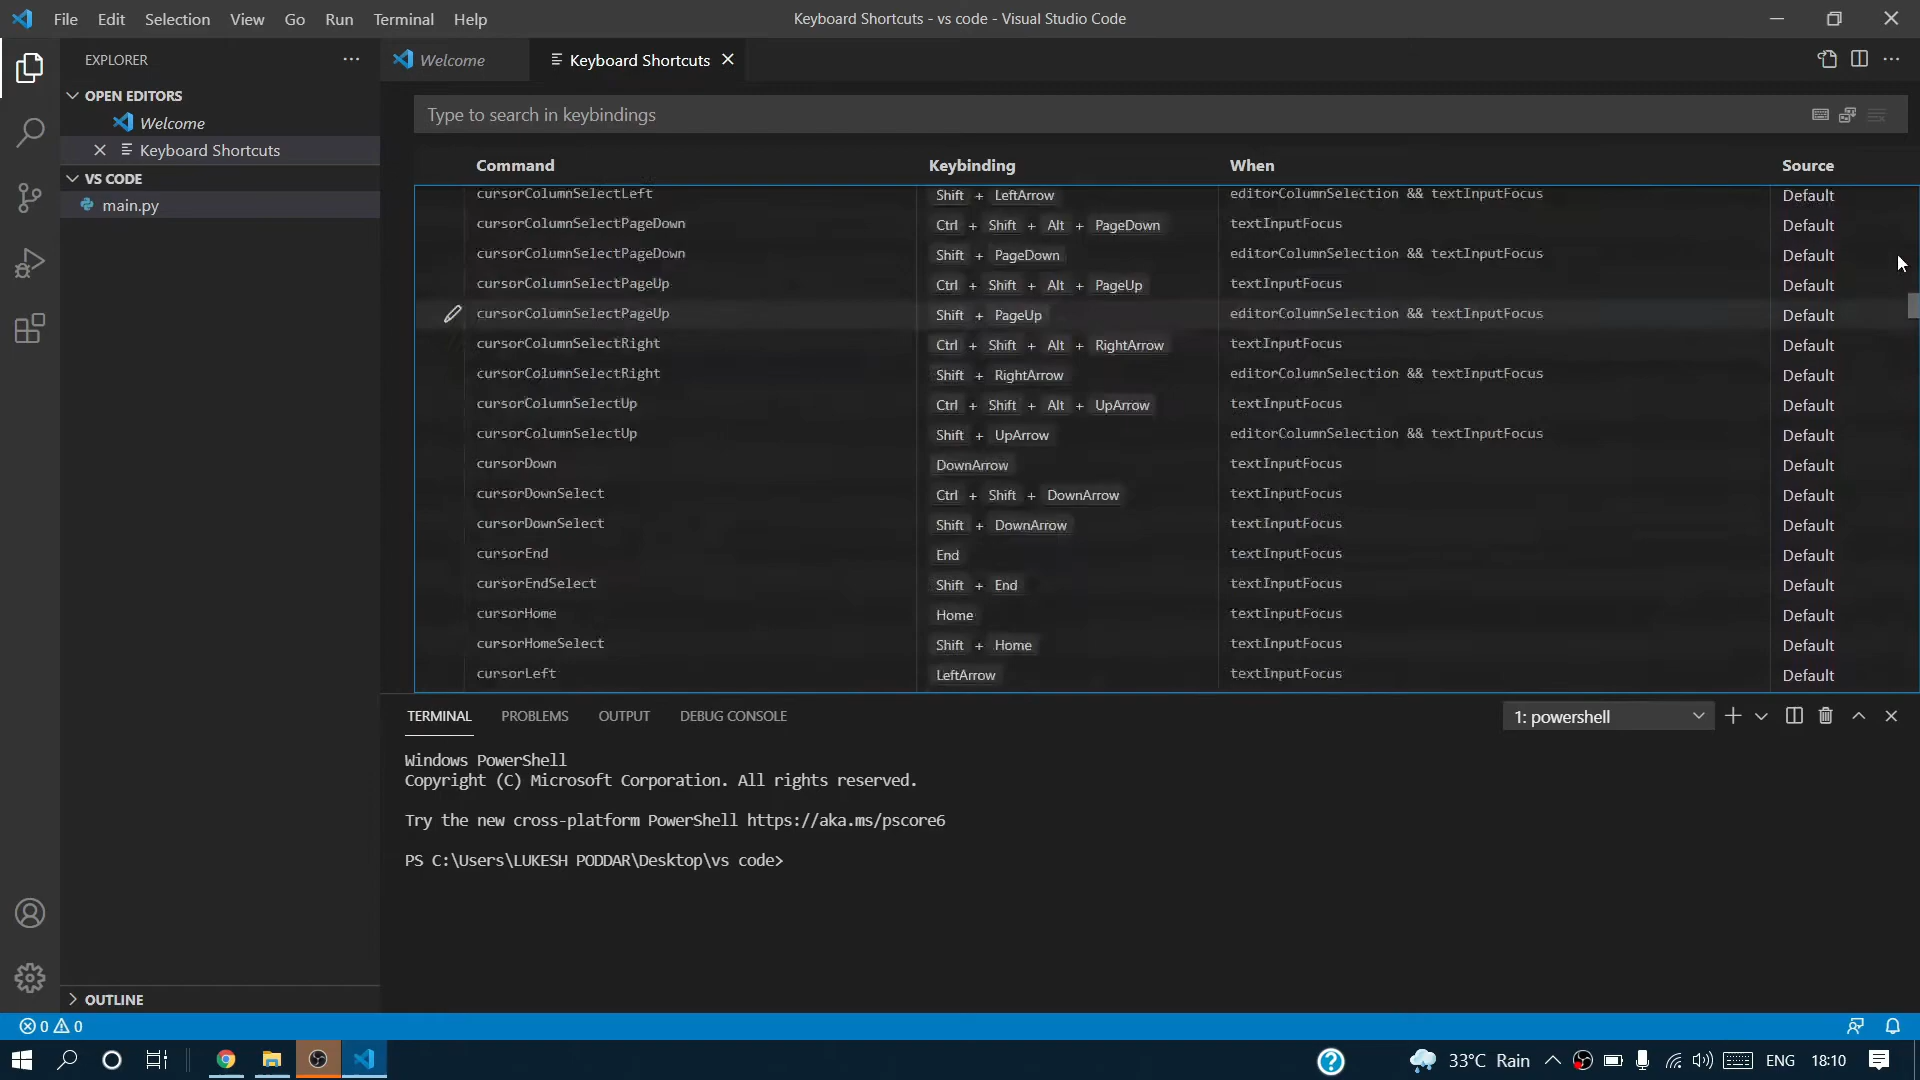 File Edit Selection View Go Run Terminal Help
Keyboard Shortcuts - vs code - Visual Studio Code
EXPLORER
OPEN EDITORS
Welcome
Keyboard Shortcuts
VS CODE
main.py
OUTLINE
Welcome
Keyboard Shortcuts
Type to search in keybindings
Command Keybinding When Source
cursorColumnSelectLeft Shift + LeftArrow editorColumnSelection && textInputFocus Default
cursorColumnSelectPageDown Ctrl + Shift + Alt + PageDown textInputFocus Default
cursorColumnSelectPageDown Shift + PageDown editorColumnSelection && textInputFocus Default
cursorColumnSelectPageUp Ctrl + Shift + Alt + PageUp textInputFocus Default
cursorColumnSelectPageUp Shift + PageUp editorColumnSelection && textInputFocus Default
cursorColumnSelectRight Ctrl + Shift + Alt + RightArrow textInputFocus Default
cursorColumnSelectRight Shift + RightArrow editorColumnSelection && textInputFocus Default
cursorColumnSelectUp Ctrl + Shift + Alt + UpArrow textInputFocus Default
cursorColumnSelectUp Shift + UpArrow editorColumnSelection && textInputFocus Default
cursorDown DownArrow textInputFocus Default
cursorDownSelect Ctrl + Shift + DownArrow textInputFocus Default
cursorDownSelect Shift + DownArrow textInputFocus Default
cursorEnd End textInputFocus Default
cursorEndSelect Shift + End textInputFocus Default
cursorHome Home textInputFocus Default
cursorHomeSelect Shift + Home textInputFocus Default
cursorLeft LeftArrow textInputFocus Default
TERMINAL PROBLEMS OUTPUT DEBUG CONSOLE
1: powershell
Windows PowerShell
Copyright (C) Microsoft Corporation. All rights reserved.
Try the new cross-platform PowerShell https://aka.ms/pscore6
PS C:\Users\LUKESH PODDAR\Desktop\vs code>
0 0
33°C Rain ENG 18:10